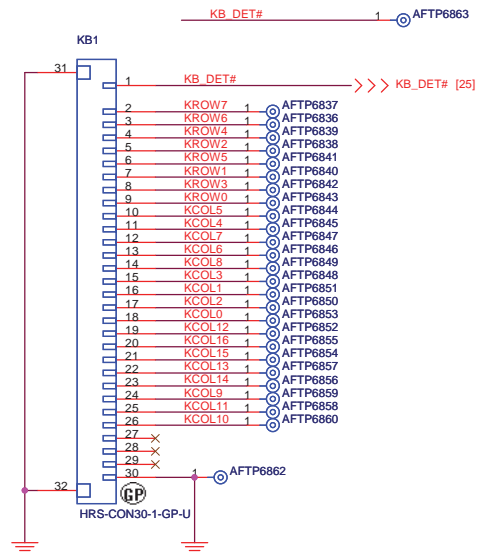 KB_DET# 1 AFTP6863
KB1
31
1 KB_DET# KB_DET# [25]
2 KROW7 1 AFTP6837
3 KROW6 1 AFTP6836
4 KROW4 1 AFTP6839
5 KROW2 1 AFTP6838
6 KROW5 1 AFTP6841
7 KROW1 1 AFTP6840
8 KROW3 1 AFTP6842
9 KROW0 1 AFTP6843
10 KCOL5 1 AFTP6844
11 KCOL4 1 AFTP6845
12 KCOL7 1 AFTP6847
13 KCOL6 1 AFTP6846
14 KCOL8 1 AFTP6849
15 KCOL3 1 AFTP6848
16 KCOL1 1 AFTP6851
17 KCOL2 1 AFTP6850
18 KCOL0 1 AFTP6853
19 KCOL12 1 AFTP6852
20 KCOL16 1 AFTP6855
21 KCOL15 1 AFTP6854
22 KCOL13 1 AFTP6857
23 KCOL14 1 AFTP6856
24 KCOL9 1 AFTP6859
25 KCOL11 1 AFTP6858
26 KCOL10 1 AFTP6860
27
28
29
30 1 AFTP6862
32
GP
HRS-CON30-1-GP-U